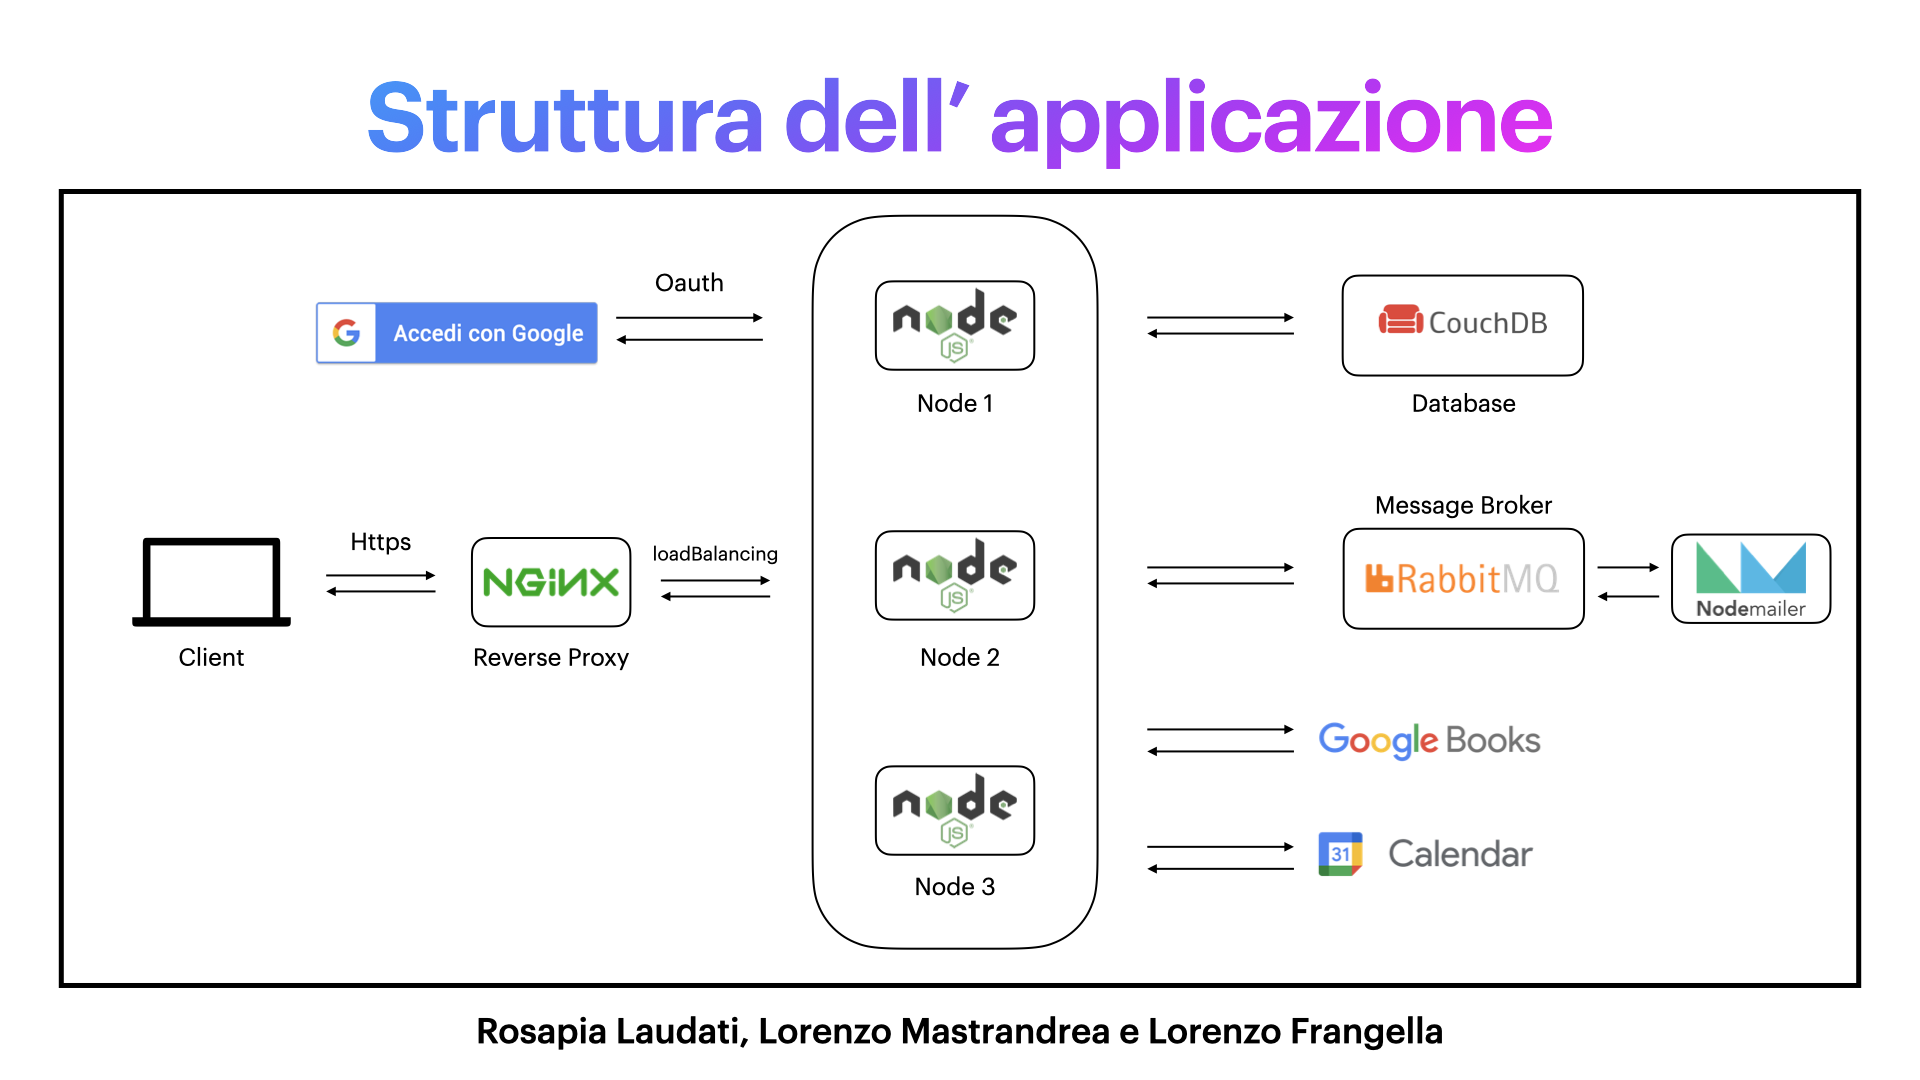 Struttura dell’ applicazione
Oauth
G Accedi con Google
node
JS
Node 1
CouchDB
Database
Message Broker
Https
loadBalancing
NGINX
node
JS
RabbitMQ
Nodemailer
Client
Reverse Proxy
Node 2
Google Books
node
JS
31 Calendar
Node 3
Rosapia Laudati, Lorenzo Mastrandrea e Lorenzo Frangella